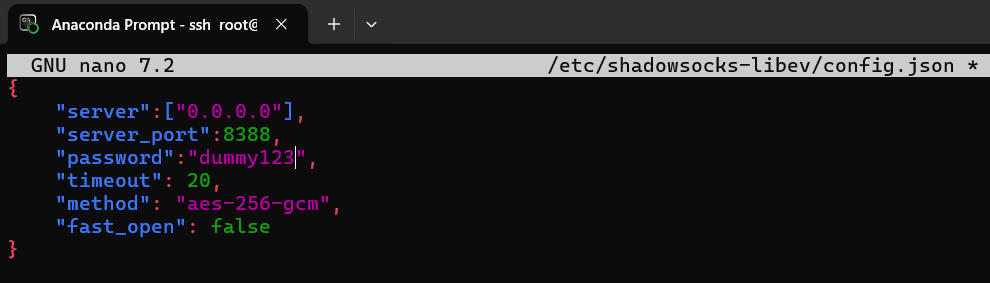 Anaconda Prompt - ssh root@
GNU nano 7.2 /etc/shadowsocks-libev/config.json *
{
    "server":["0.0.0.0"],
    "server_port":8388,
    "password":"dummy123",
    "timeout": 20,
    "method": "aes-256-gcm",
    "fast_open": false
}